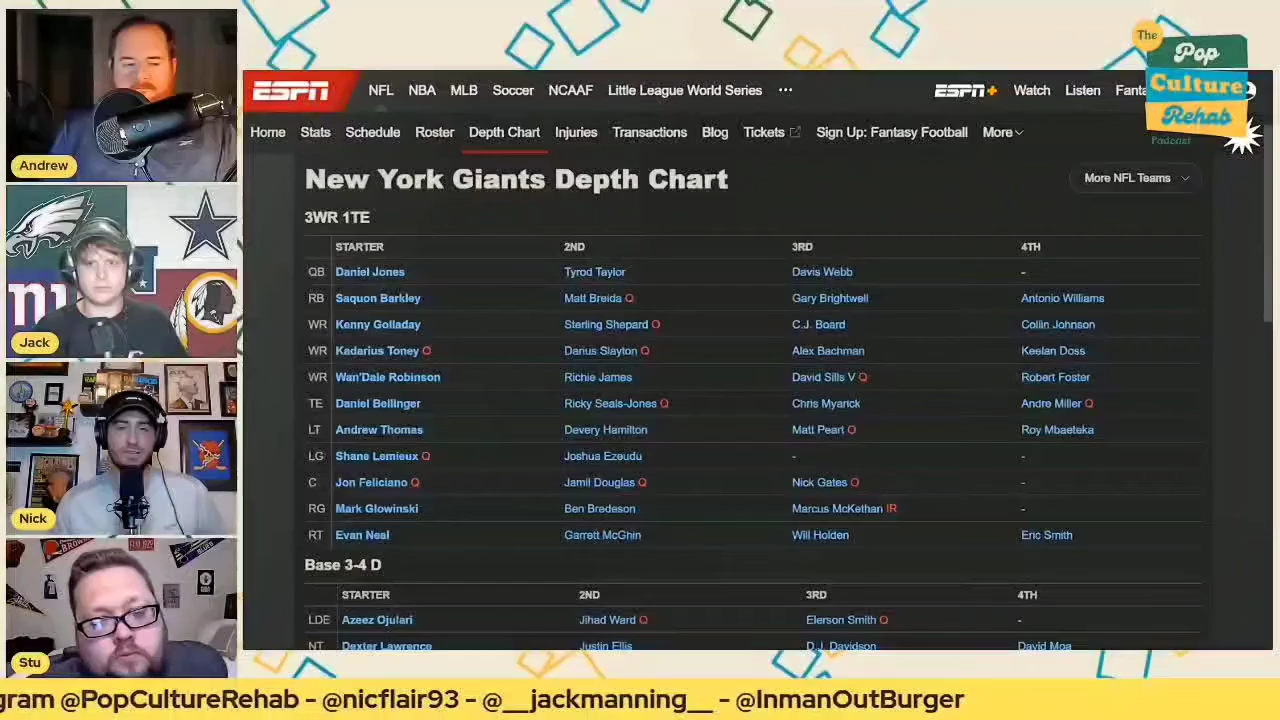 The
Pop
Culture
Rehab
Podcast
ESPN NFL NBA MLB Soccer NCAAF Little League World Series ••• ESPN+ Watch Listen Fanta
Home Stats Schedule Roster Depth Chart Injuries Transactions Blog Tickets Sign Up: Fantasy Football More
New York Giants Depth Chart More NFL Teams
3WR 1TE
STARTER 2ND 3RD 4TH
QB Daniel Jones Tyrod Taylor Davis Webb -
RB Saquon Barkley Matt Breida Q Gary Brightwell Antonio Williams
WR Kenny Golladay Sterling Shepard Q C.J. Board Collin Johnson
WR Kadarius Toney Q Darius Slayton Q Alex Bachman Keelan Doss
WR Wan'Dale Robinson Richie James David Sills V Q Robert Foster
TE Daniel Bellinger Ricky Seals-Jones Q Chris Myarick Andre Miller Q
LT Andrew Thomas Devery Hamilton Matt Peart Q Roy Mbaeteka
LG Shane Lemieux Q Joshua Ezeudu - -
C Jon Feliciano Q Jamil Douglas Q Nick Gates Q -
RG Mark Glowinski Ben Bredeson Marcus McKethan IR -
RT Evan Neal Garrett McGhin Will Holden Eric Smith
Base 3-4 D
STARTER 2ND 3RD 4TH
LDE Azeez Ojulari Jihad Ward Q Elerson Smith Q -
NT Dexter Lawrence Justin Ellis D.J. Davidson David Moa
Andrew
Jack
Nick
Stu
gram @PopCultureRehab - @nicflair93 - @__jackmanning__ - @InmanOutBurger